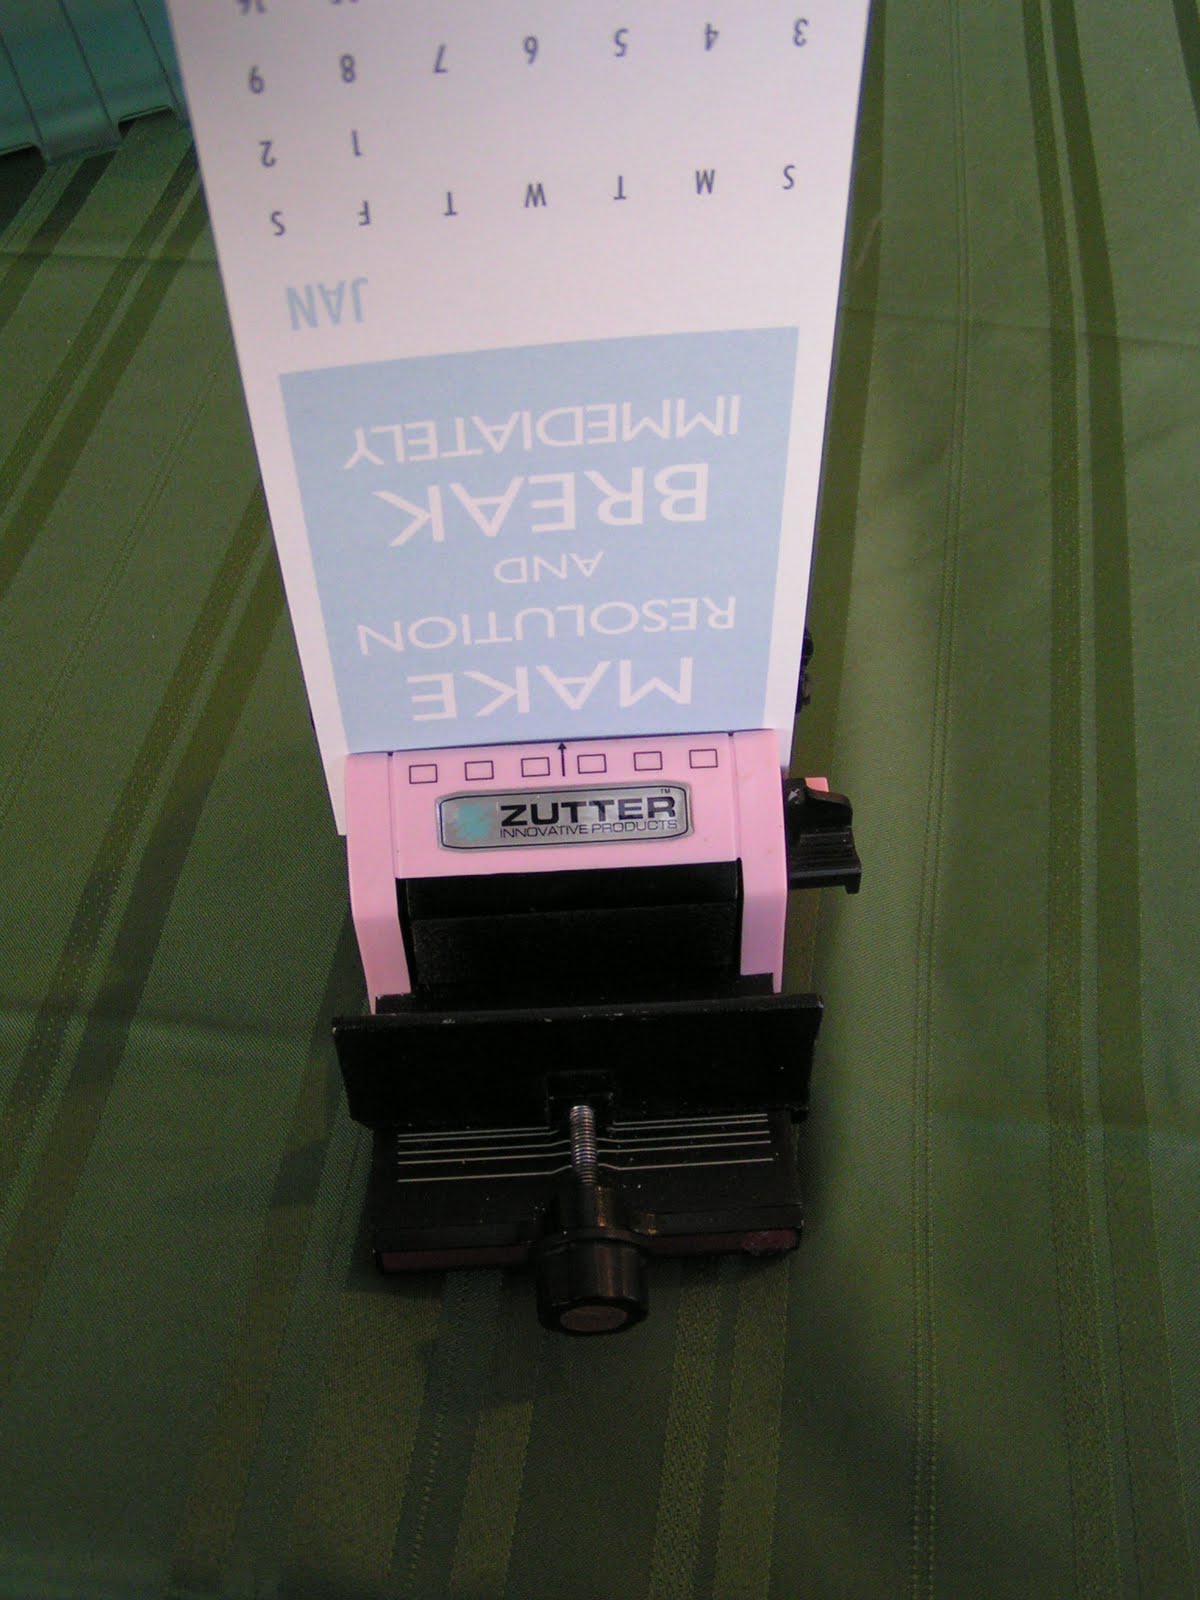 MAKE
RESOLUTION
AND
BREAK
IMMEDIATELY
JAN
S M T W T F S
1 2
3 4 5 6 7 8 9
ZUTTER™
INNOVATIVE PRODUCTS